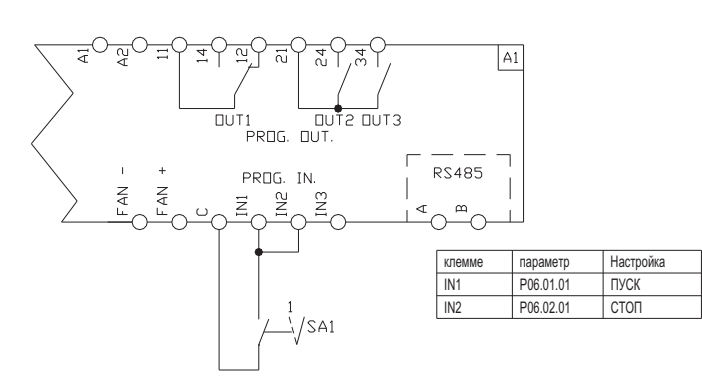 A1 A2 11 14 12 21 24 34
A1
OUT1 OUT2 OUT3
PROG. OUT.
PROG. IN.
RS485
FAN - FAN + C IN1 IN2 IN3 A B
клемме параметр Настройка
IN1 P06.01.01 ПУСК
IN2 P06.02.01 СТОП
1
SA1